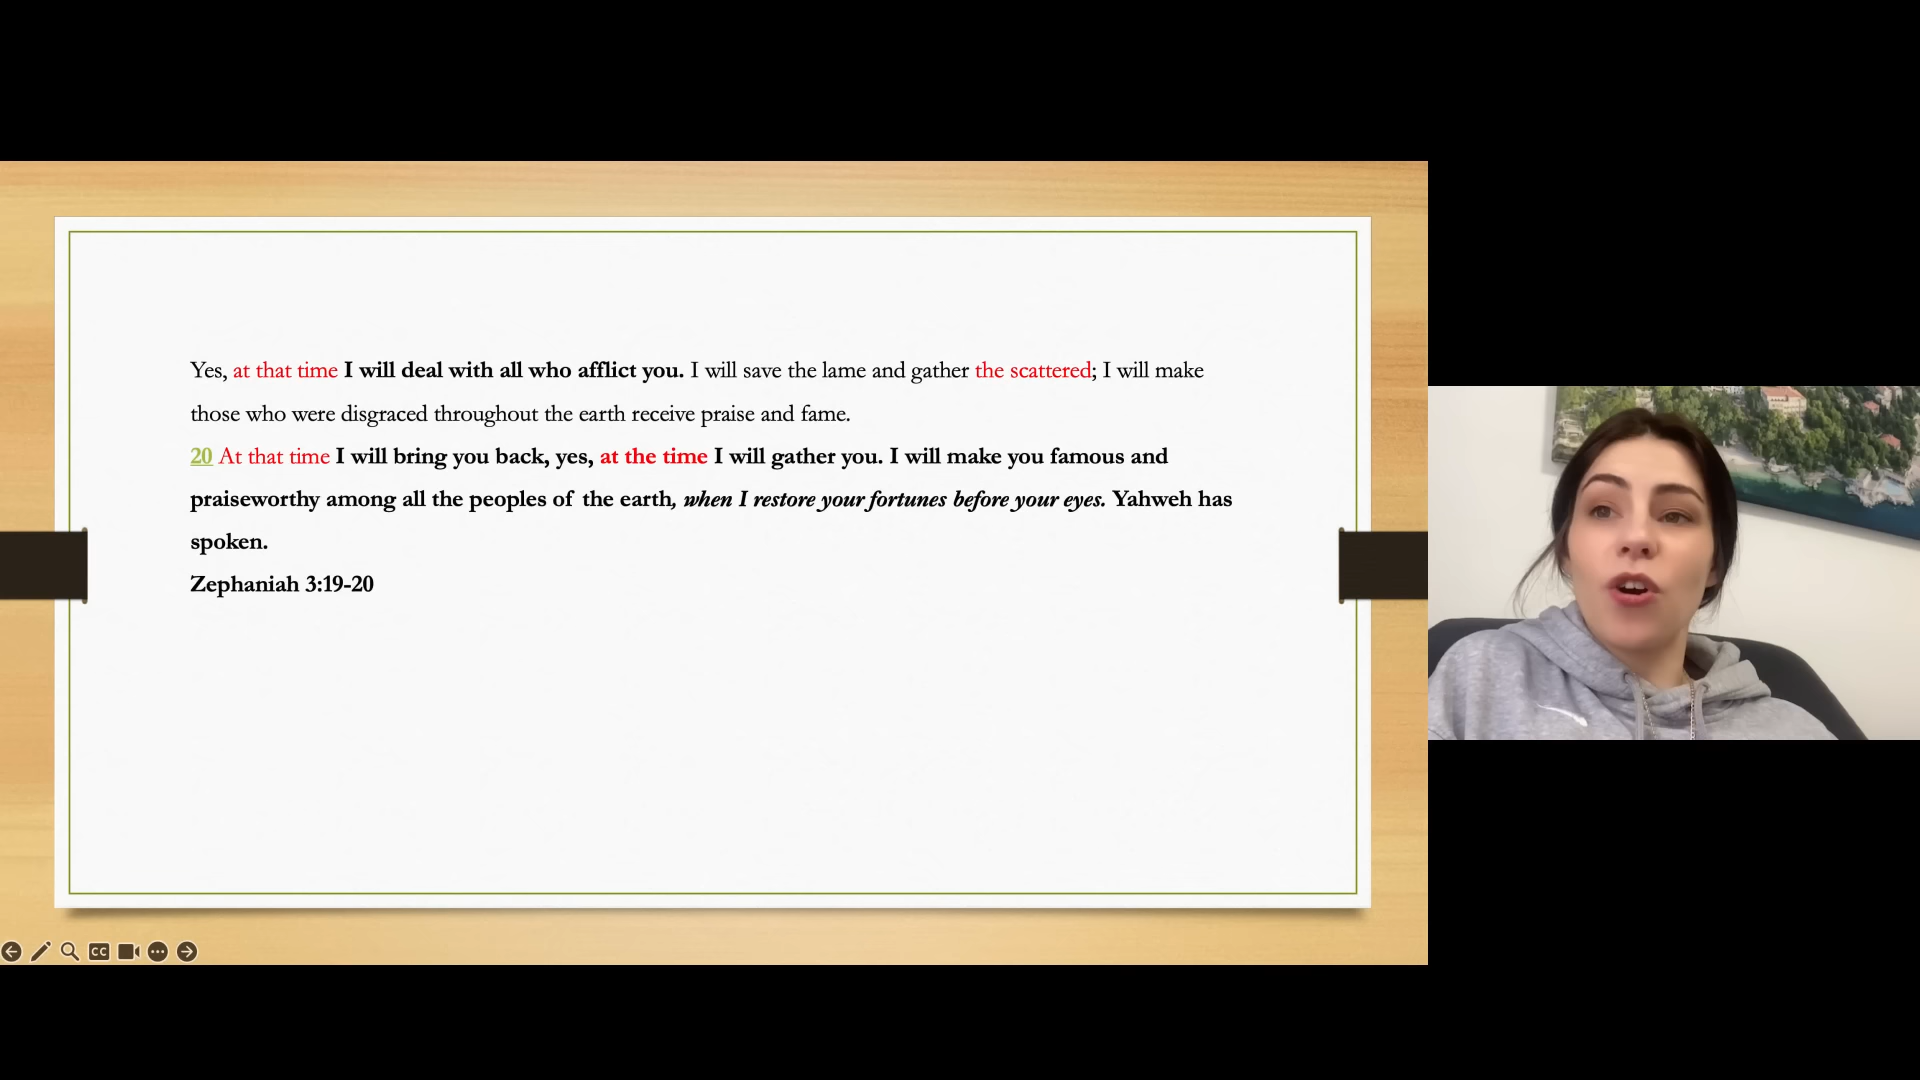 Yes, at that time I will deal with all who afflict you. I will save the lame and gather the scattered; I will make
those who were disgraced throughout the earth receive praise and fame.
20 At that time I will bring you back, yes, at the time I will gather you. I will make you famous and
praiseworthy among all the peoples of the earth, when I restore your fortunes before your eyes. Yahweh has
spoken.
Zephaniah 3:19-20
CC